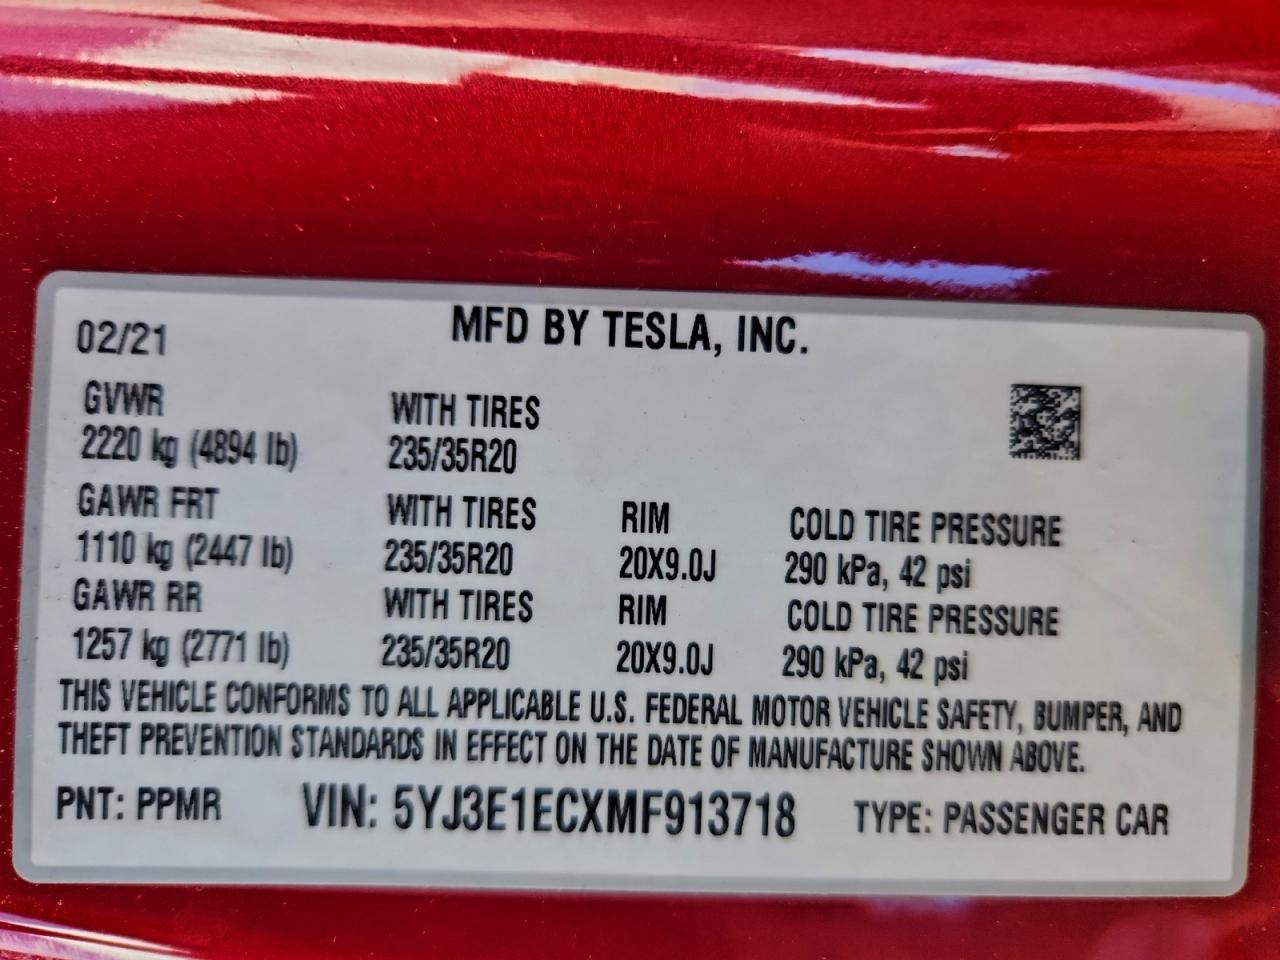 02/21 MFD BY TESLA, INC.
GVWR WITH TIRES
2220 kg (4894 lb) 235/35R20
GAWR FRT WITH TIRES RIM COLD TIRE PRESSURE
1110 kg (2447 lb) 235/35R20 20X9.0J 290 kPa, 42 psi
GAWR RR WITH TIRES RIM COLD TIRE PRESSURE
1257 kg (2771 lb) 235/35R20 20X9.0J 290 kPa, 42 psi
THIS VEHICLE CONFORMS TO ALL APPLICABLE U.S. FEDERAL MOTOR VEHICLE SAFETY, BUMPER, AND
THEFT PREVENTION STANDARDS IN EFFECT ON THE DATE OF MANUFACTURE SHOWN ABOVE.
PNT: PPMR VIN: 5YJ3E1ECXMF913718 TYPE: PASSENGER CAR